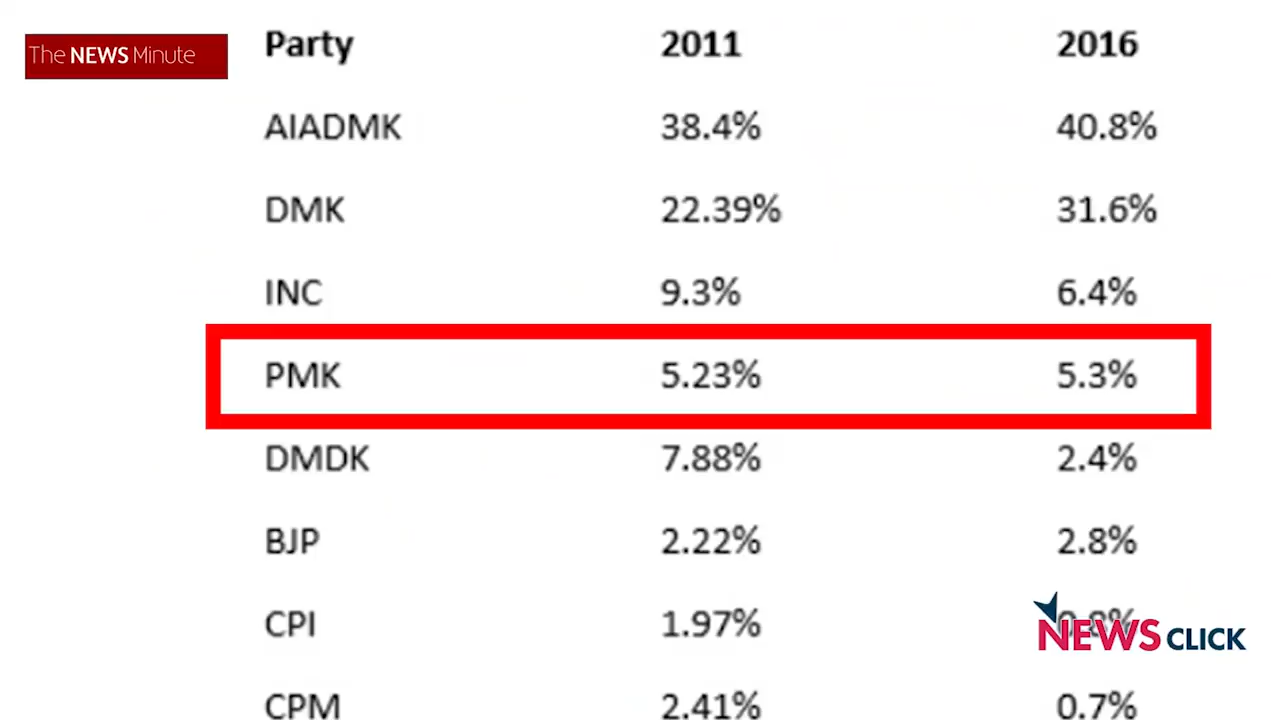 The NEWS Minute
Party 2011 2016
AIADMK 38.4% 40.8%
DMK 22.39% 31.6%
INC 9.3% 6.4%
PMK 5.23% 5.3%
DMDK 7.88% 2.4%
BJP 2.22% 2.8%
CPI 1.97%
NEWSCLICK
CPM 2.41% 0.7%